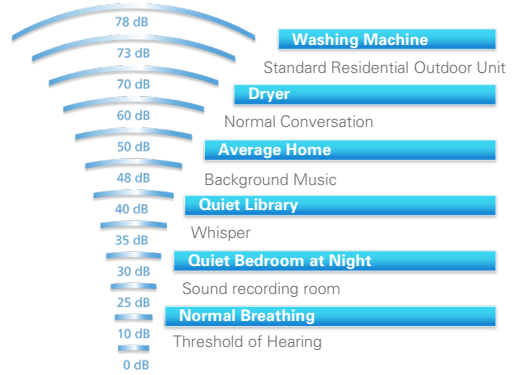 78 dB
Washing Machine
73 dB
Standard Residential Outdoor Unit
70 dB
Dryer
60 dB
Normal Conversation
50 dB
Average Home
48 dB
Background Music
40 dB
Quiet Library
Whisper
35 dB
Quiet Bedroom at Night
30 dB
Sound recording room
25 dB
Normal Breathing
10 dB
Threshold of Hearing
0 dB